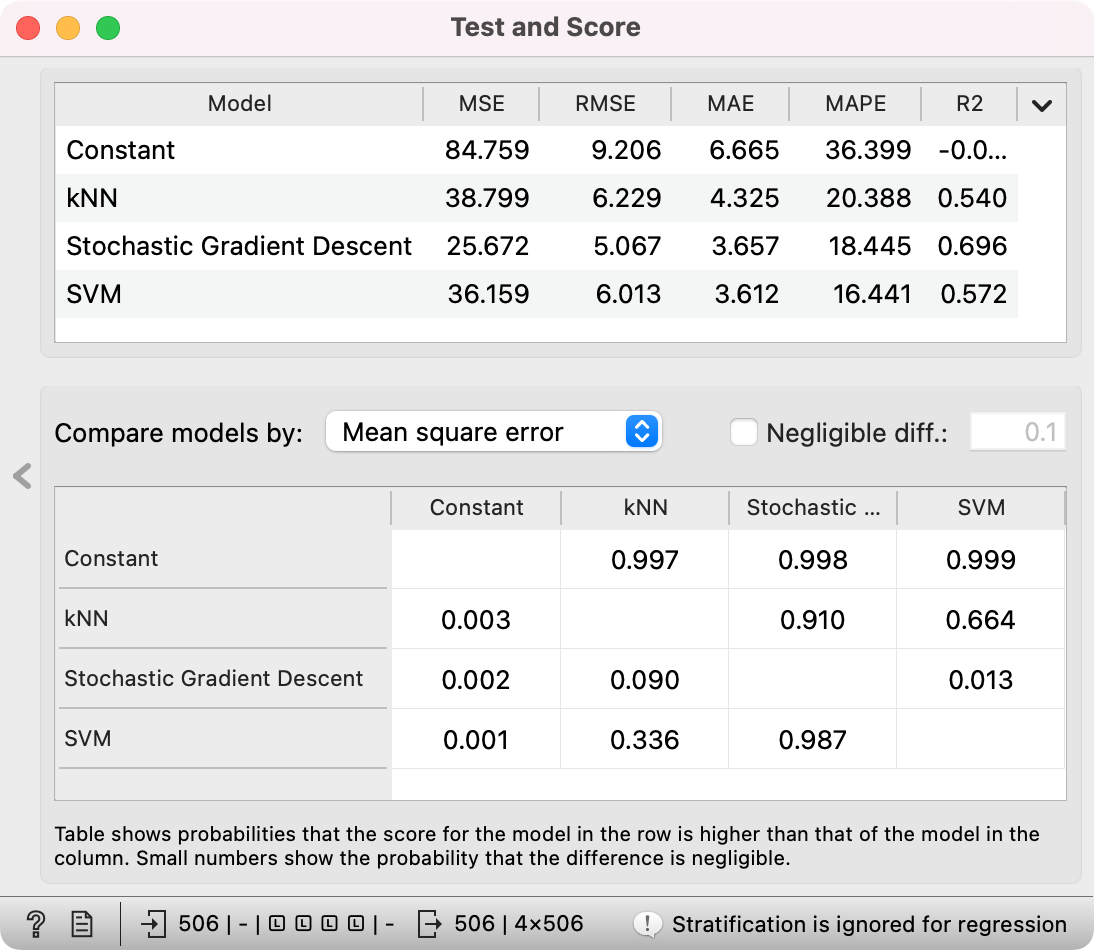 Test and Score
Model MSE RMSE MAE MAPE R2
Constant 84.759 9.206 6.665 36.399 -0.0...
kNN 38.799 6.229 4.325 20.388 0.540
Stochastic Gradient Descent 25.672 5.067 3.657 18.445 0.696
SVM 36.159 6.013 3.612 16.441 0.572
Compare models by: Mean square error Negligible diff.: 0.1
Constant kNN Stochastic ... SVM
Constant 0.997 0.998 0.999
kNN 0.003 0.910 0.664
Stochastic Gradient Descent 0.002 0.090 0.013
SVM 0.001 0.336 0.987
Table shows probabilities that the score for the model in the row is higher than that of the model in the
column. Small numbers show the probability that the difference is negligible.
? 506 | - | L L L L | - 506 | 4×506 ! Stratification is ignored for regression